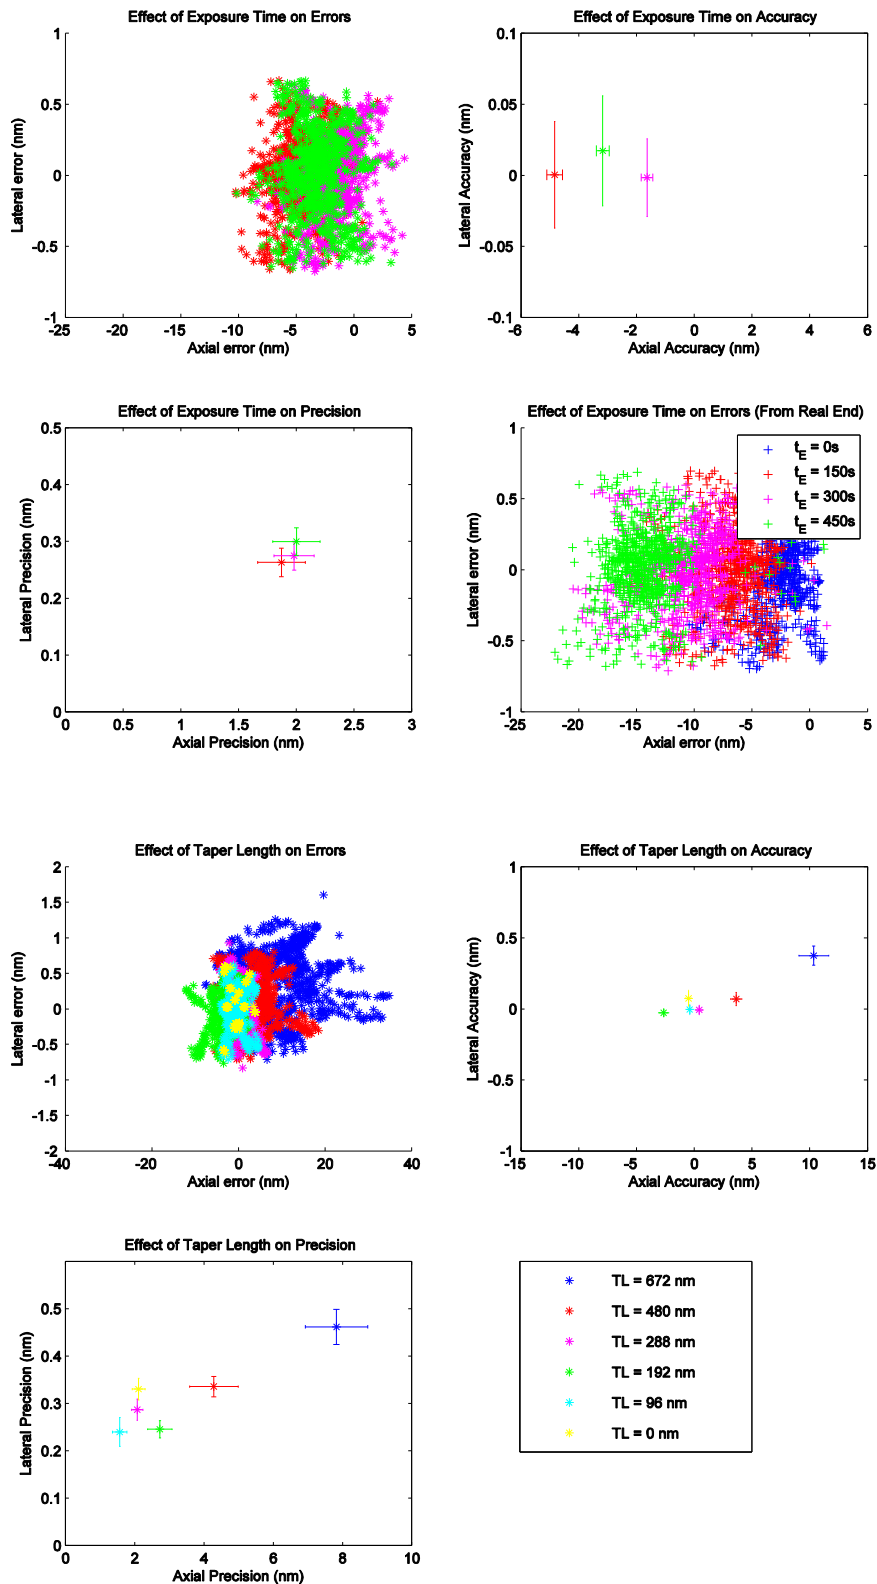 Effect of Exposure Time on Errors
1
0.5
0
-0.5
-1
-25
-20
-15
-10
-5
0
5
Lateral error (nm)
Axial error (nm)
Effect of Exposure Time on Accuracy
0.1
0.05
0
-0.05
-0.1
-6
-4
-2
0
2
4
6
Lateral Accuracy (nm)
Axial Accuracy (nm)
Effect of Exposure Time on Precision
0.5
0.4
0.3
0.2
0.1
0
0
0.5
1
1.5
2
2.5
3
Lateral Precision (nm)
Axial Precision (nm)
Effect of Exposure Time on Errors (From Real End)
1
0.5
0
-0.5
-1
-25
-20
-15
-10
-5
0
5
Lateral error (nm)
Axial error (nm)
t_E = 0s
t_E = 150s
t_E = 300s
t_E = 450s
Effect of Taper Length on Errors
2
1.5
1
0.5
0
-0.5
-1
-1.5
-2
-40
-20
0
20
40
Lateral error (nm)
Axial error (nm)
Effect of Taper Length on Accuracy
1
0.5
0
-0.5
-1
-15
-10
-5
0
5
10
15
Lateral Accuracy (nm)
Axial Accuracy (nm)
Effect of Taper Length on Precision
0.5
0.4
0.3
0.2
0.1
0
0
2
4
6
8
10
Lateral Precision (nm)
Axial Precision (nm)
TL = 672 nm
TL = 480 nm
TL = 288 nm
TL = 192 nm
TL = 96 nm
TL = 0 nm